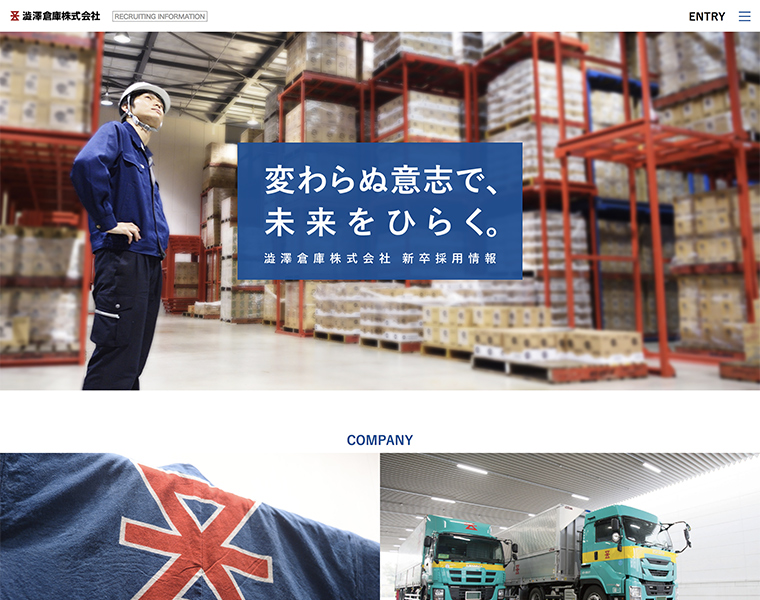 澁澤倉庫株式会社
RECRUITING INFORMATION
ENTRY
変わらぬ意志で、
未来をひらく。
澁澤倉庫株式会社 新卒採用情報
COMPANY